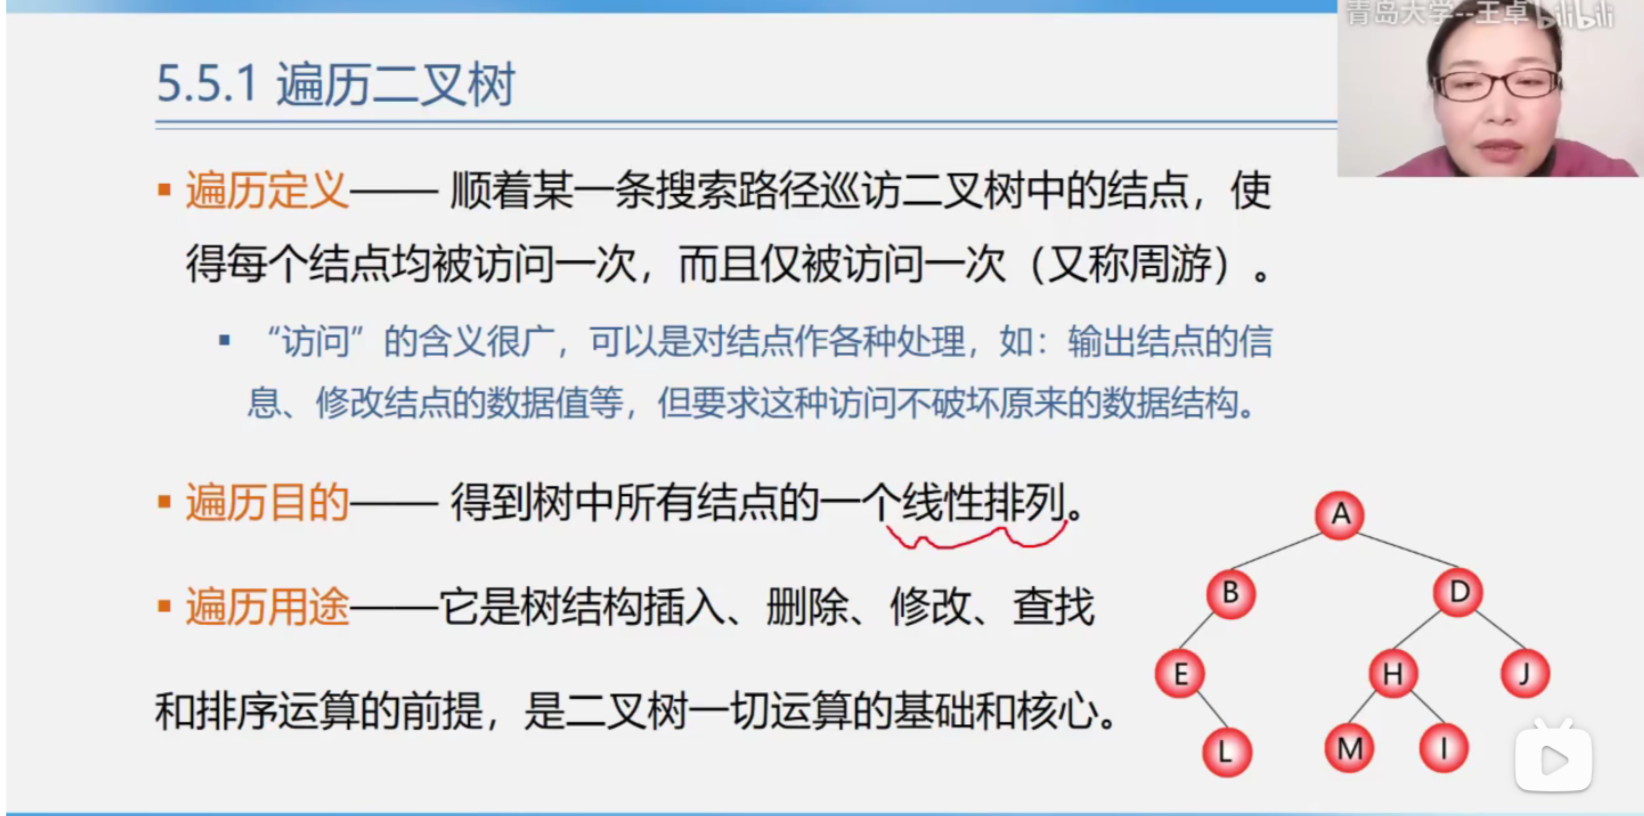 青岛大学--王卓 bilibili
5.5.1 遍历二叉树
▪ 遍历定义—— 顺着某一条搜索路径巡访二叉树中的结点，使
得每个结点均被访问一次，而且仅被访问一次（又称周游）。
▪ “访问”的含义很广，可以是对结点作各种处理，如：输出结点的信
息、修改结点的数据值等，但要求这种访问不破坏原来的数据结构。
▪ 遍历目的—— 得到树中所有结点的一个线性排列。
▪ 遍历用途——它是树结构插入、删除、修改、查找
和排序运算的前提，是二叉树一切运算的基础和核心。
A
B D
E H J
L M I